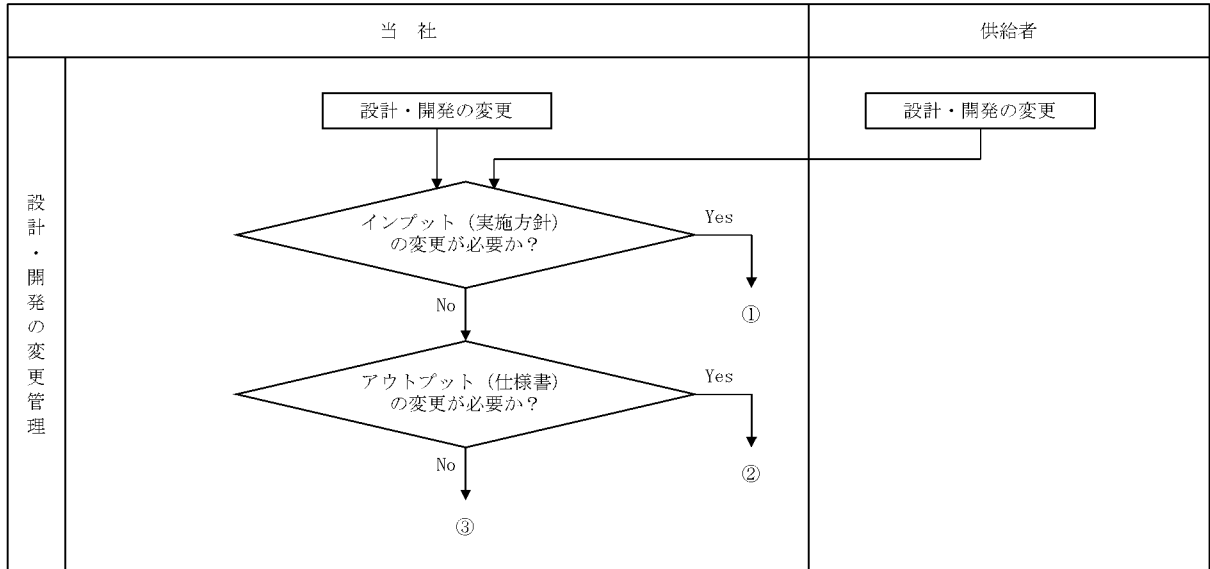 当 社
供給者
設計・開発の変更管理
設計・開発の変更
設計・開発の変更
インプット（実施方針）
の変更が必要か？
Yes
①
No
アウトプット（仕様書）
の変更が必要か？
Yes
②
No
③